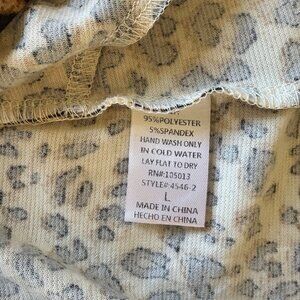 95%POLYESTER
5%SPANDEX
HAND WASH ONLY
IN COLD WATER
LAY FLAT TO DRY
RN#:105013
STYLE#:4546-2
L
MADE IN CHINA
HECHO EN CHINA